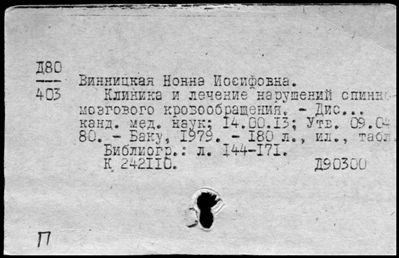 Д80
403
Винницкая Нонна Иосифовна.
Клиника и лечение нарушений спинно-
мозгового кровообращения. - Дис...
канд. мед. наук: 14.00.13; Утв. 09.04
80. - Баку, 1979. - 180 л., ил., табл.
Библиогр.: л. 144-171.
К 242110. Д90300
П